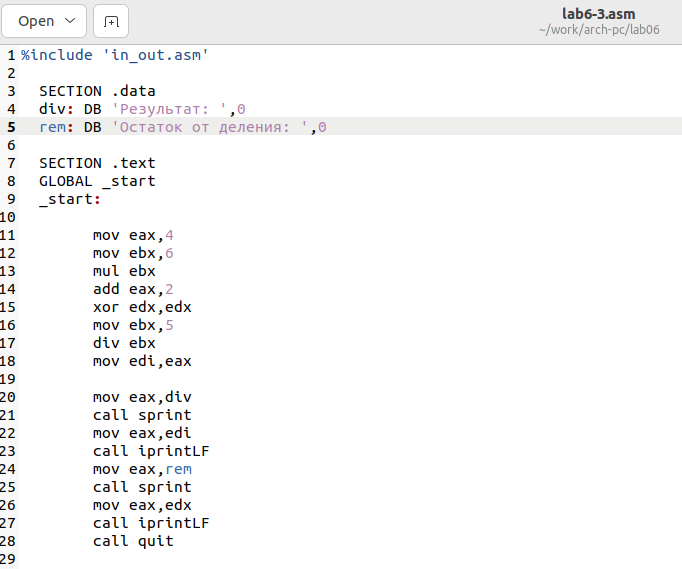 Open
lab6-3.asm
~/work/arch-pc/lab06
1 %include 'in_out.asm'
2
3 SECTION .data
4 div: DB 'Результат: ',0
5 rem: DB 'Остаток от деления: ',0
6
7 SECTION .text
8 GLOBAL _start
9 _start:
10
11 mov eax,4
12 mov ebx,6
13 mul ebx
14 add eax,2
15 xor edx,edx
16 mov ebx,5
17 div ebx
18 mov edi,eax
19
20 mov eax,div
21 call sprint
22 mov eax,edi
23 call iprintLF
24 mov eax,rem
25 call sprint
26 mov eax,edx
27 call iprintLF
28 call quit
29